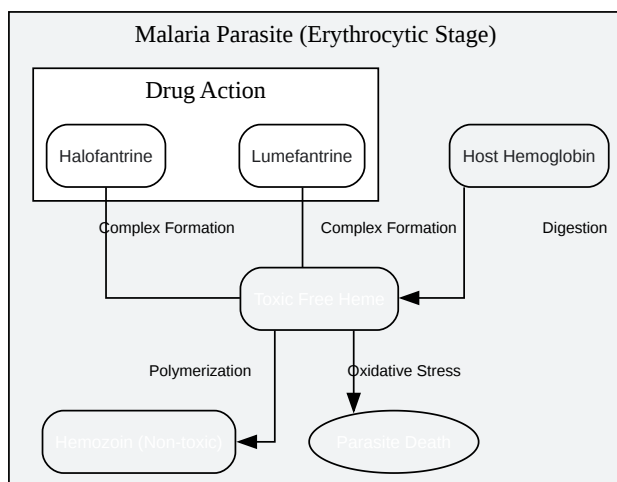 Malaria Parasite (Erythrocytic Stage)
Drug Action
Halofantrine
Lumefantrine
Host Hemoglobin
Complex Formation
Complex Formation
Digestion
Toxic Free Heme
Polymerization
Oxidative Stress
Hemozoin (Non-toxic)
Parasite Death